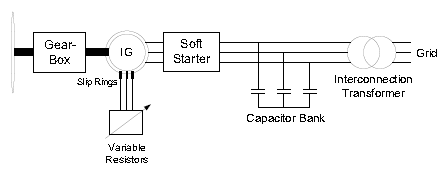 Gear-
Box
IG
Soft
Starter
Grid
Slip Rings
Interconnection
Transformer
Capacitor Bank
Variable
Resistors